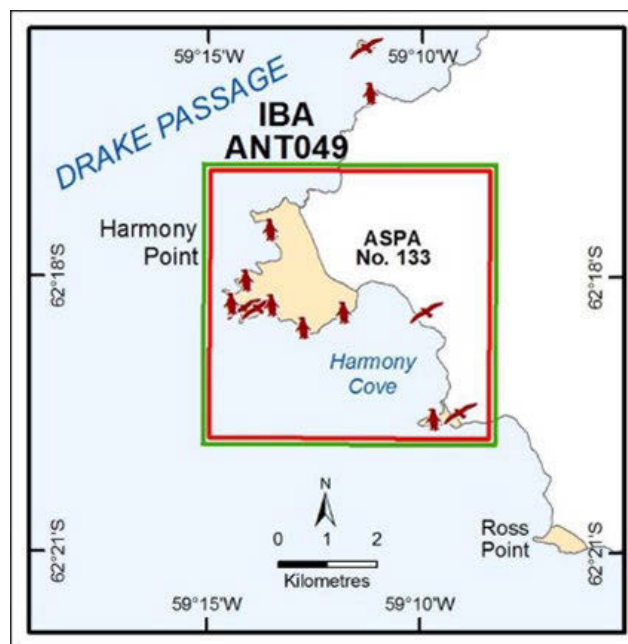 59°15'W
59°10'W
DRAKE PASSAGE
IBA
ANT049
Harmony
Point
ASPA
No. 133
62°18'S
62°18'S
Harmony
Cove
N
0 1 2
Kilometres
Ross
Point
62°21'S
62°21'S
59°15'W
59°10'W